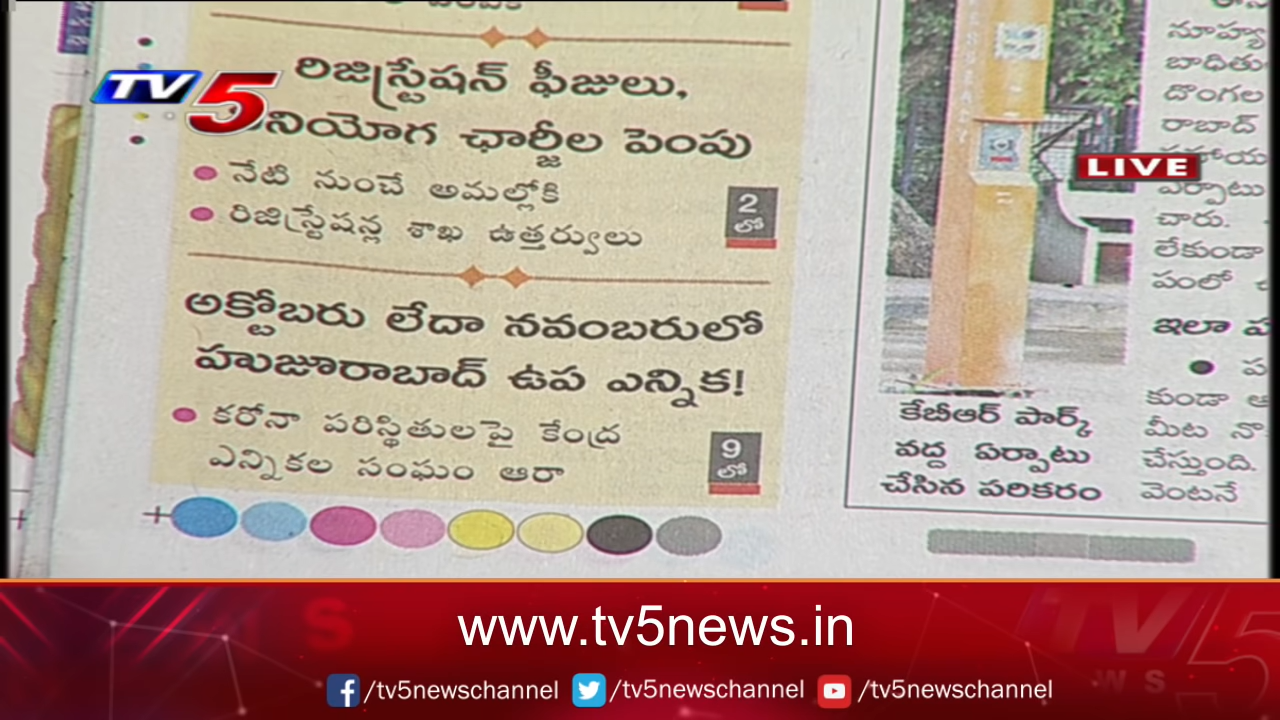 TV5
రిజిస్ట్రేషన్ ఫీజులు,
వినియోగ ఛార్జీల పెంపు
నేటి నుంచే అమల్లోకి
రిజిస్ట్రేషన్ల శాఖ ఉత్తర్వులు
2
లో
అక్టోబరు లేదా నవంబరులో
హుజూరాబాద్ ఉప ఎన్నిక!
కరోనా పరిస్థితులపై కేంద్ర
ఎన్నికల సంఘం ఆరా
9
లో
కేబీఆర్ పార్క్
వద్ద ఏర్పాటు
చేసిన పరికరం
LIVE
బాధితు
దొంగల
రాబాద్
చారు.
లేకుండా
పంలో
ఇలా
కుండా
మీట నొ
చేస్తుంది.
వెంటనే
www.tv5news.in
/tv5newschannel /tv5newschannel /tv5newschannel